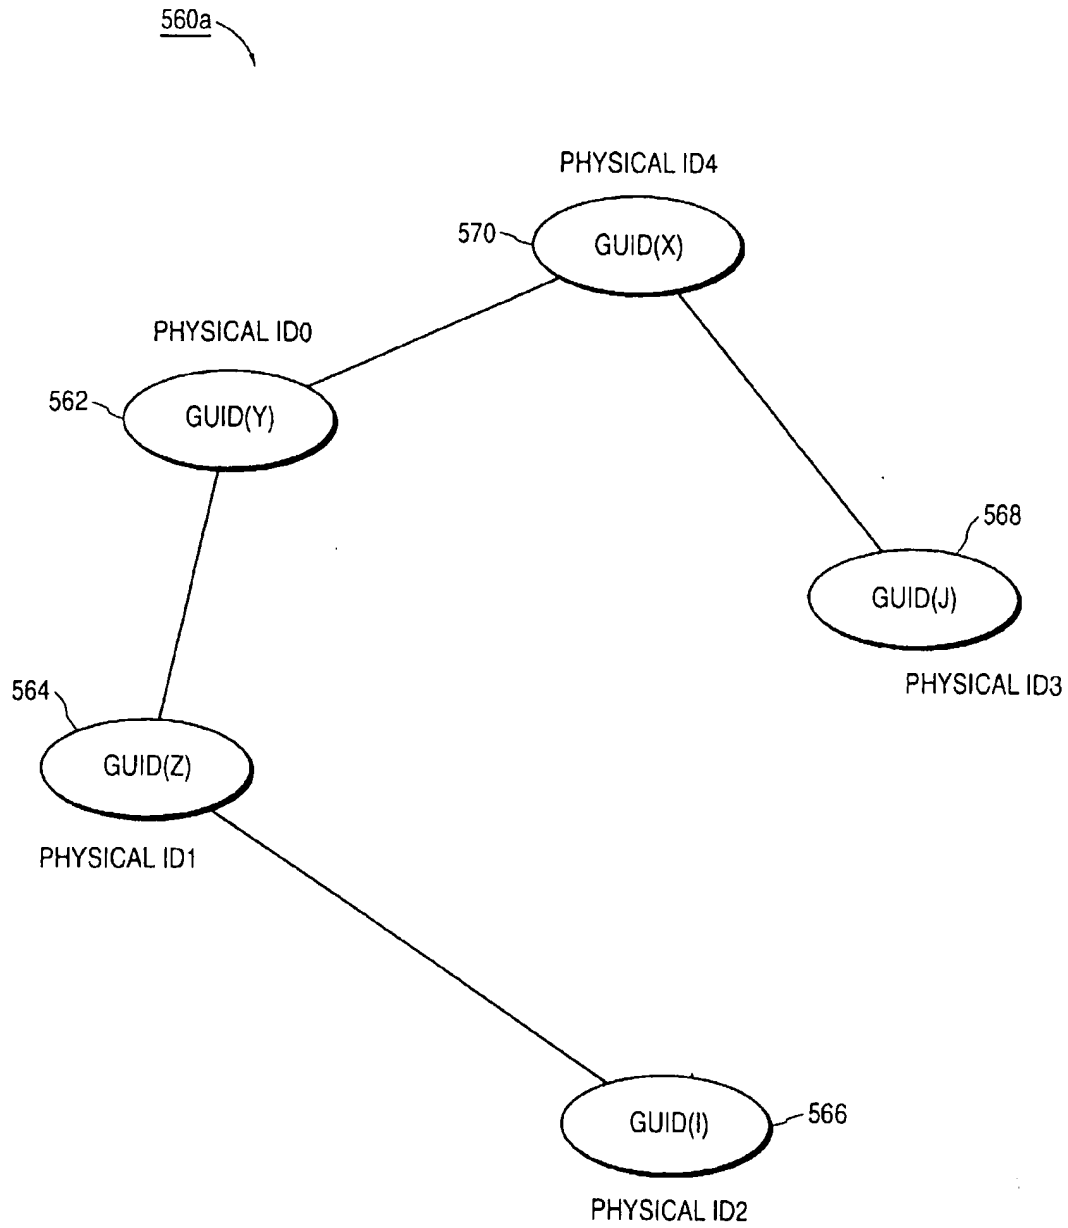 560a
PHYSICAL ID4
570
GUID(X)
PHYSICAL ID0
562
GUID(Y)
568
GUID(J)
PHYSICAL ID3
564
GUID(Z)
PHYSICAL ID1
GUID(I)
566
PHYSICAL ID2